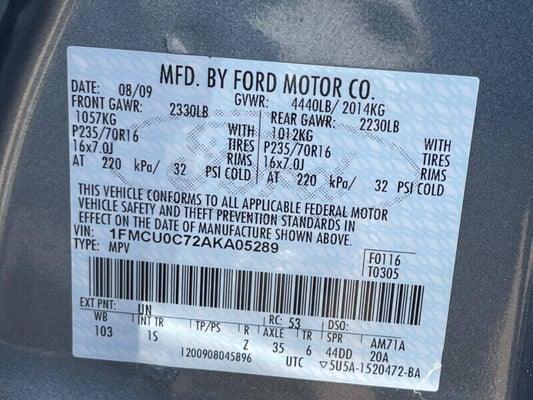 MFD. BY FORD MOTOR CO.
DATE: 08/09 GVWR: 4440LB/ 2014KG
FRONT GAWR: 2330LB REAR GAWR: 2230LB
1057KG WITH 1012KG WITH
P235/70R16 TIRES P235/70R16 TIRES
16x7.0J RIMS 16x7.0J RIMS
AT 220 kPa/ 32 PSI COLD AT 220 kPa/ 32 PSI COLD
THIS VEHICLE CONFORMS TO ALL APPLICABLE FEDERAL MOTOR
VEHICLE SAFETY AND THEFT PREVENTION STANDARDS IN
EFFECT ON THE DATE OF MANUFACTURE SHOWN ABOVE.
VIN: 1FMCU0C72AKA05289
TYPE: MPV
F0116
T0305
EXT PNT: UN RC: 53 DSO:
WB INT TR TP/PS R AXLE TR SPR AM71A
103 1S Z 35 6 44DD 20A
1200908045896 UTC ▽5U5A-1520472-BA